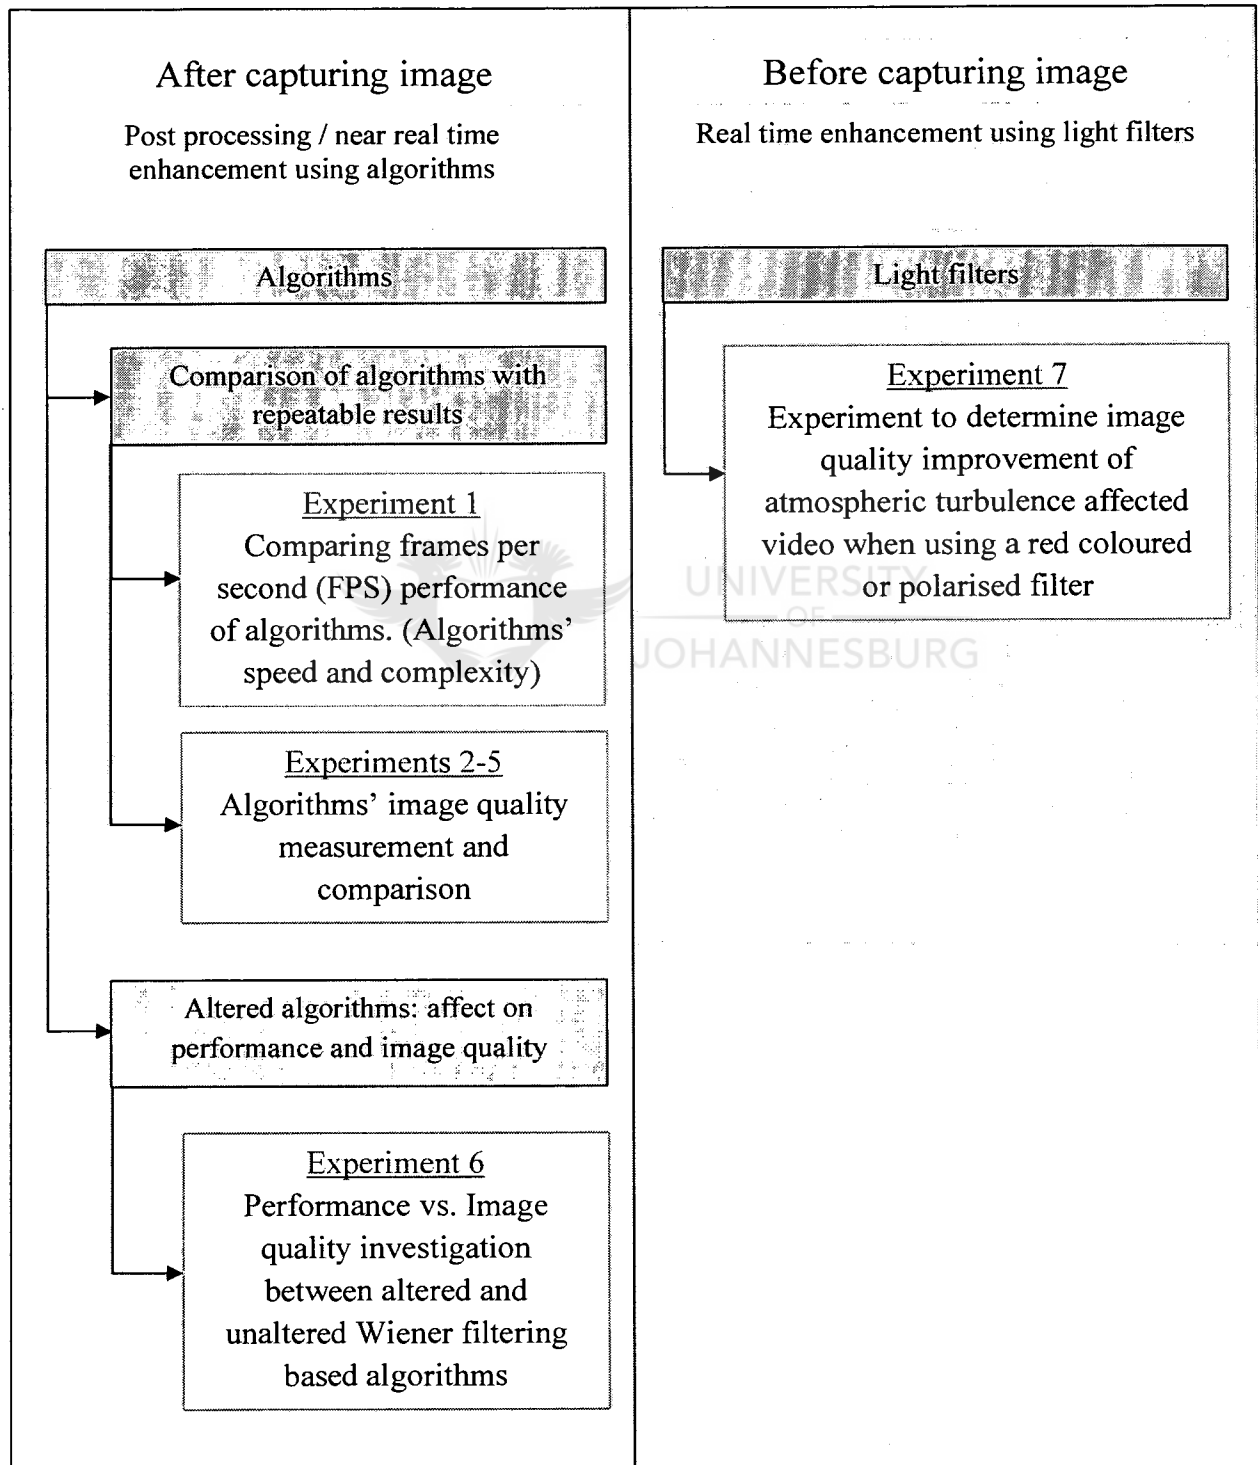 After capturing image
Post processing / near real time
enhancement using algorithms
Algorithms
Comparison of algorithms with
repeatable results
Experiment 1
Comparing frames per
second (FPS) performance
of algorithms. (Algorithms’
speed and complexity)
Experiments 2-5
Algorithms’ image quality
measurement and
comparison
Altered algorithms: affect on
performance and image quality
Experiment 6
Performance vs. Image
quality investigation
between altered and
unaltered Wiener filtering
based algorithms
Before capturing image
Real time enhancement using light filters
Light filters
Experiment 7
Experiment to determine image
quality improvement of
atmospheric turbulence affected
video when using a red coloured
or polarised filter
UNIVERSITY
OF
JOHANNESBURG